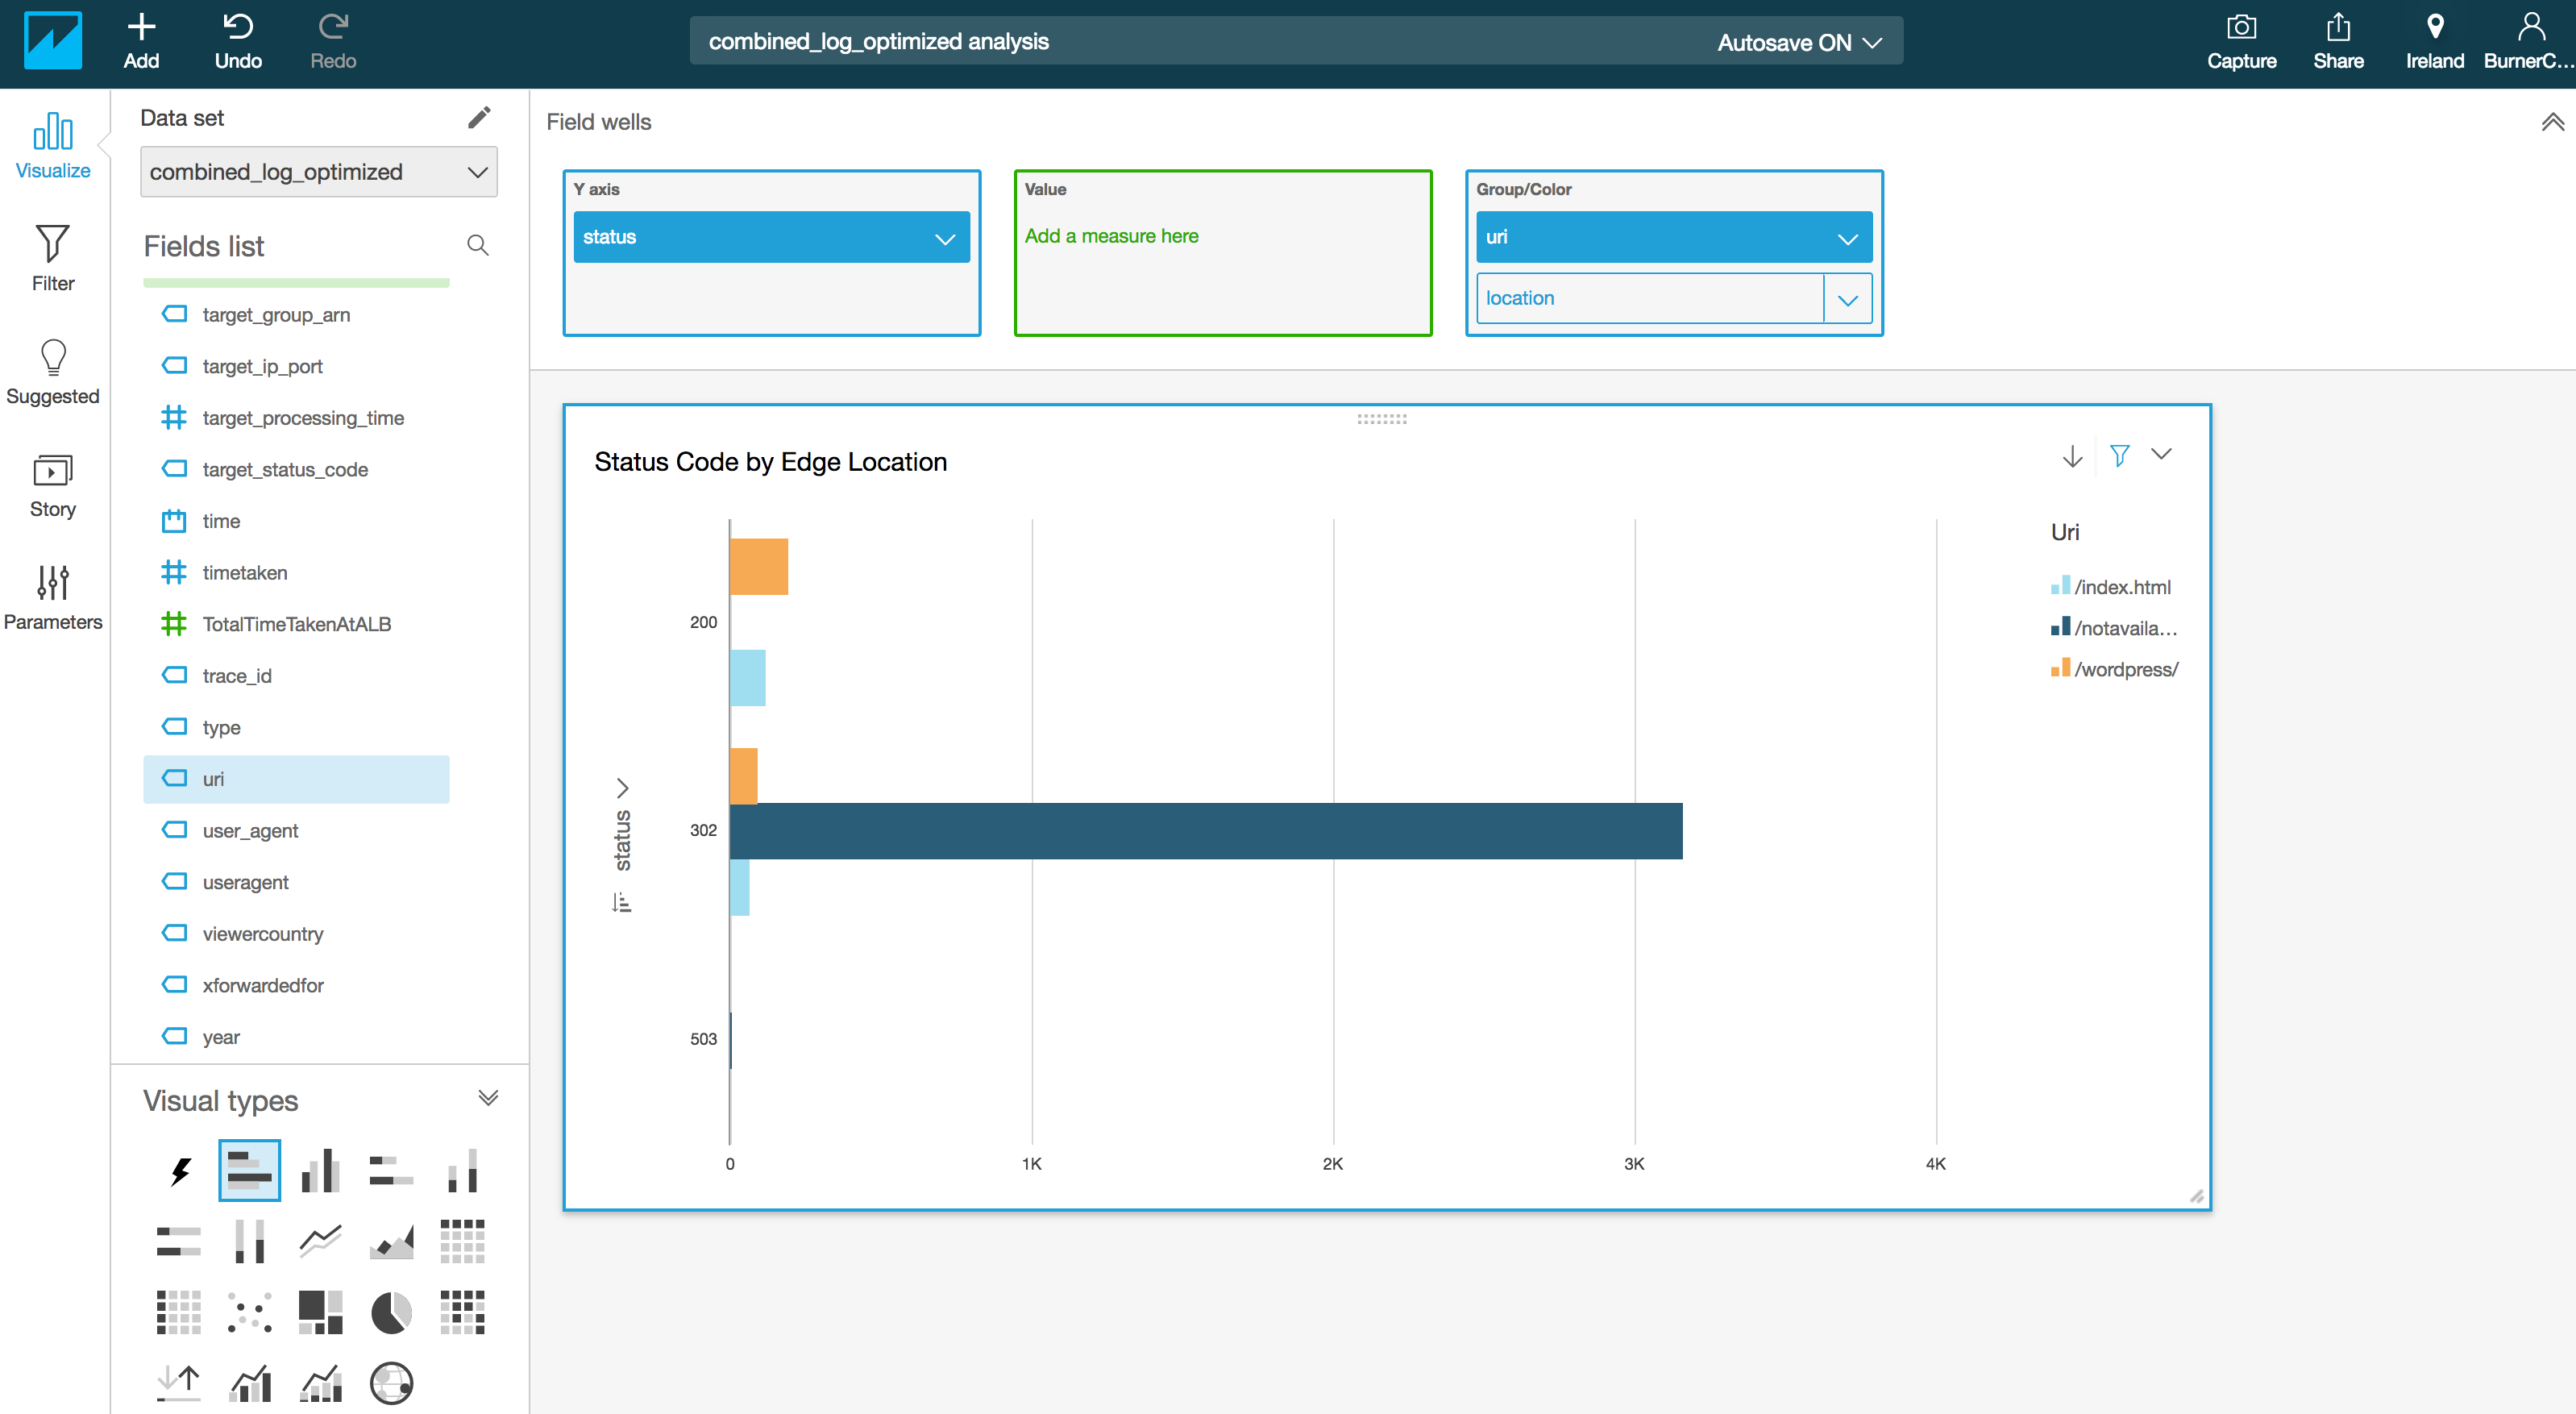 Add
Undo
Redo
combined_log_optimized analysis
Autosave ON
Capture
Share
Ireland
BurnerC...
Visualize
Filter
Suggested
Story
Parameters
Data set
combined_log_optimized
Fields list
target_group_arn
target_ip_port
target_processing_time
target_status_code
time
timetaken
TotalTimeTakenAtALB
trace_id
type
uri
user_agent
useragent
viewercountry
xforwardedfor
year
Visual types
Field wells
Y axis
status
Value
Add a measure here
Group/Color
uri
location
Status Code by Edge Location
status
200
302
503
0
1K
2K
3K
4K
Uri
/index.html
/notavaila...
/wordpress/